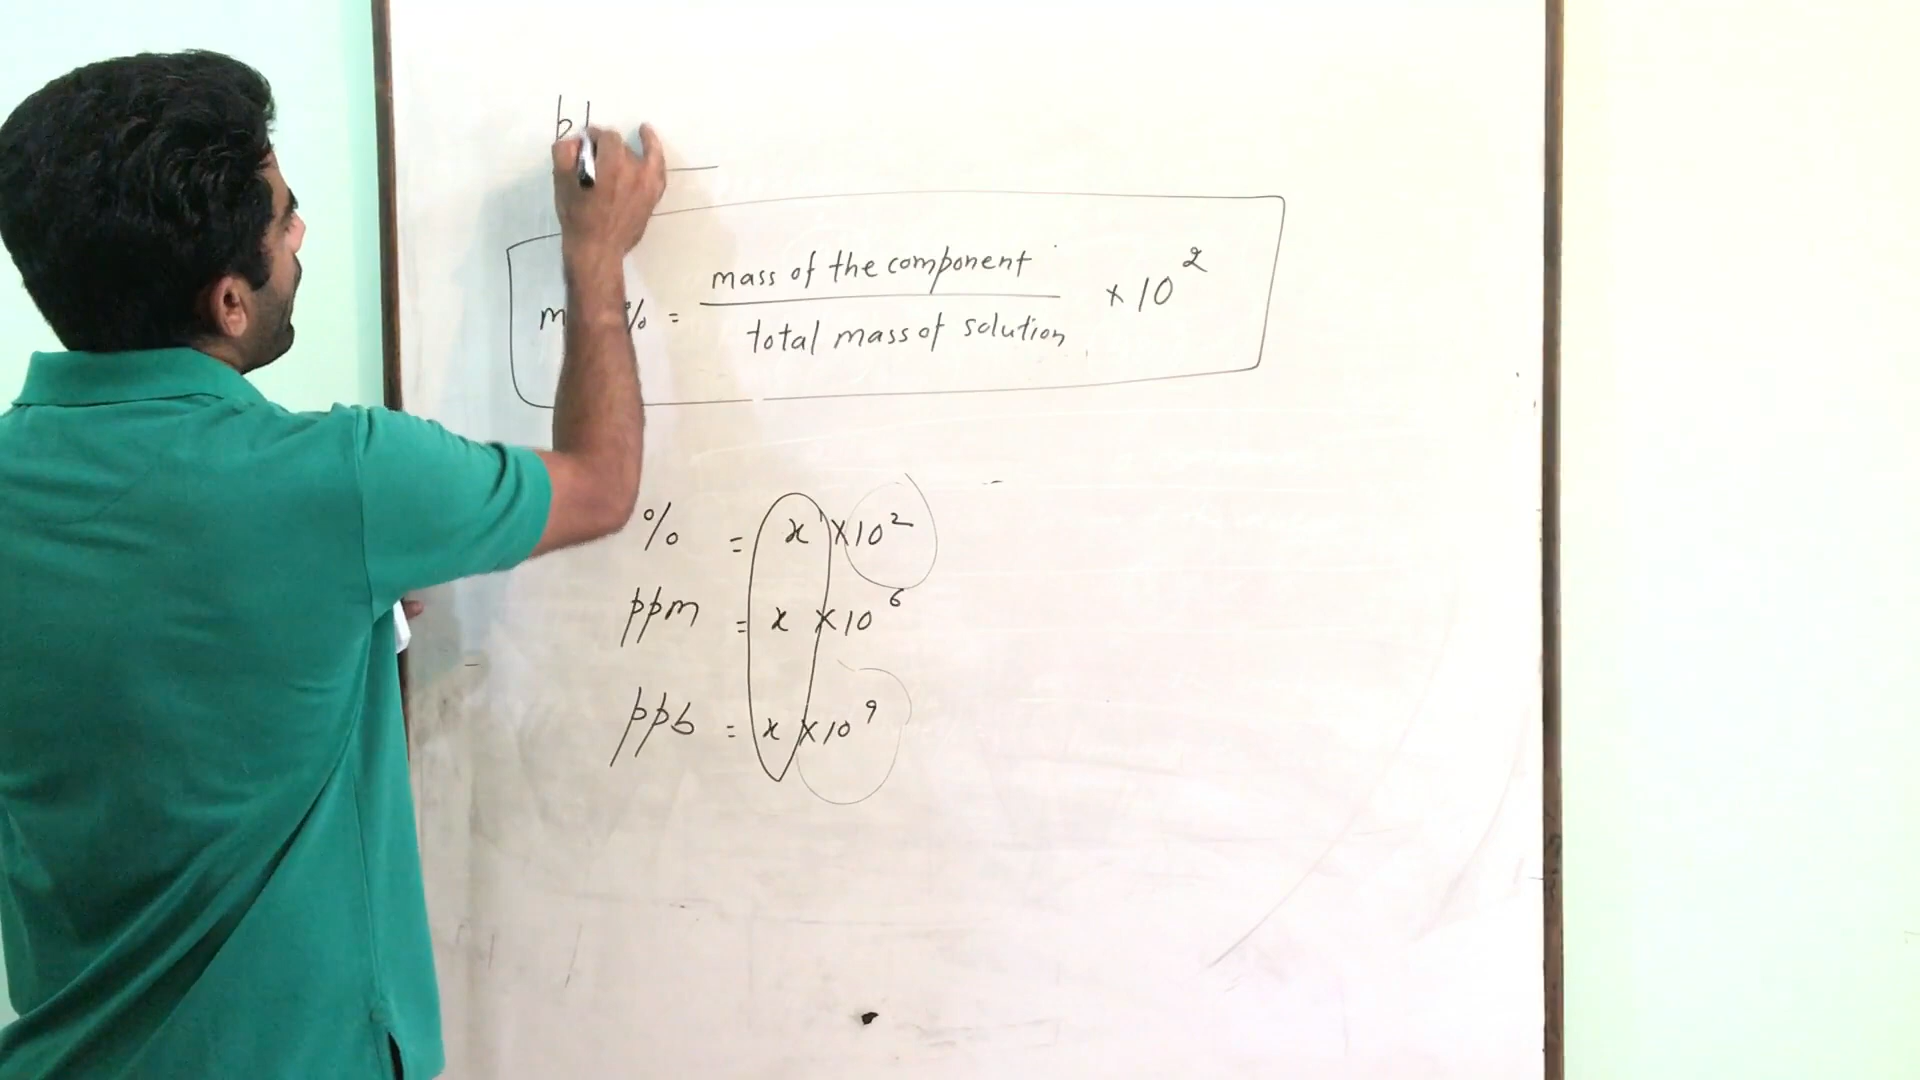 % = mass of the component / total mass of solution × 10²
% = x × 10²
ppm = x × 10⁶
ppb = x × 10⁹